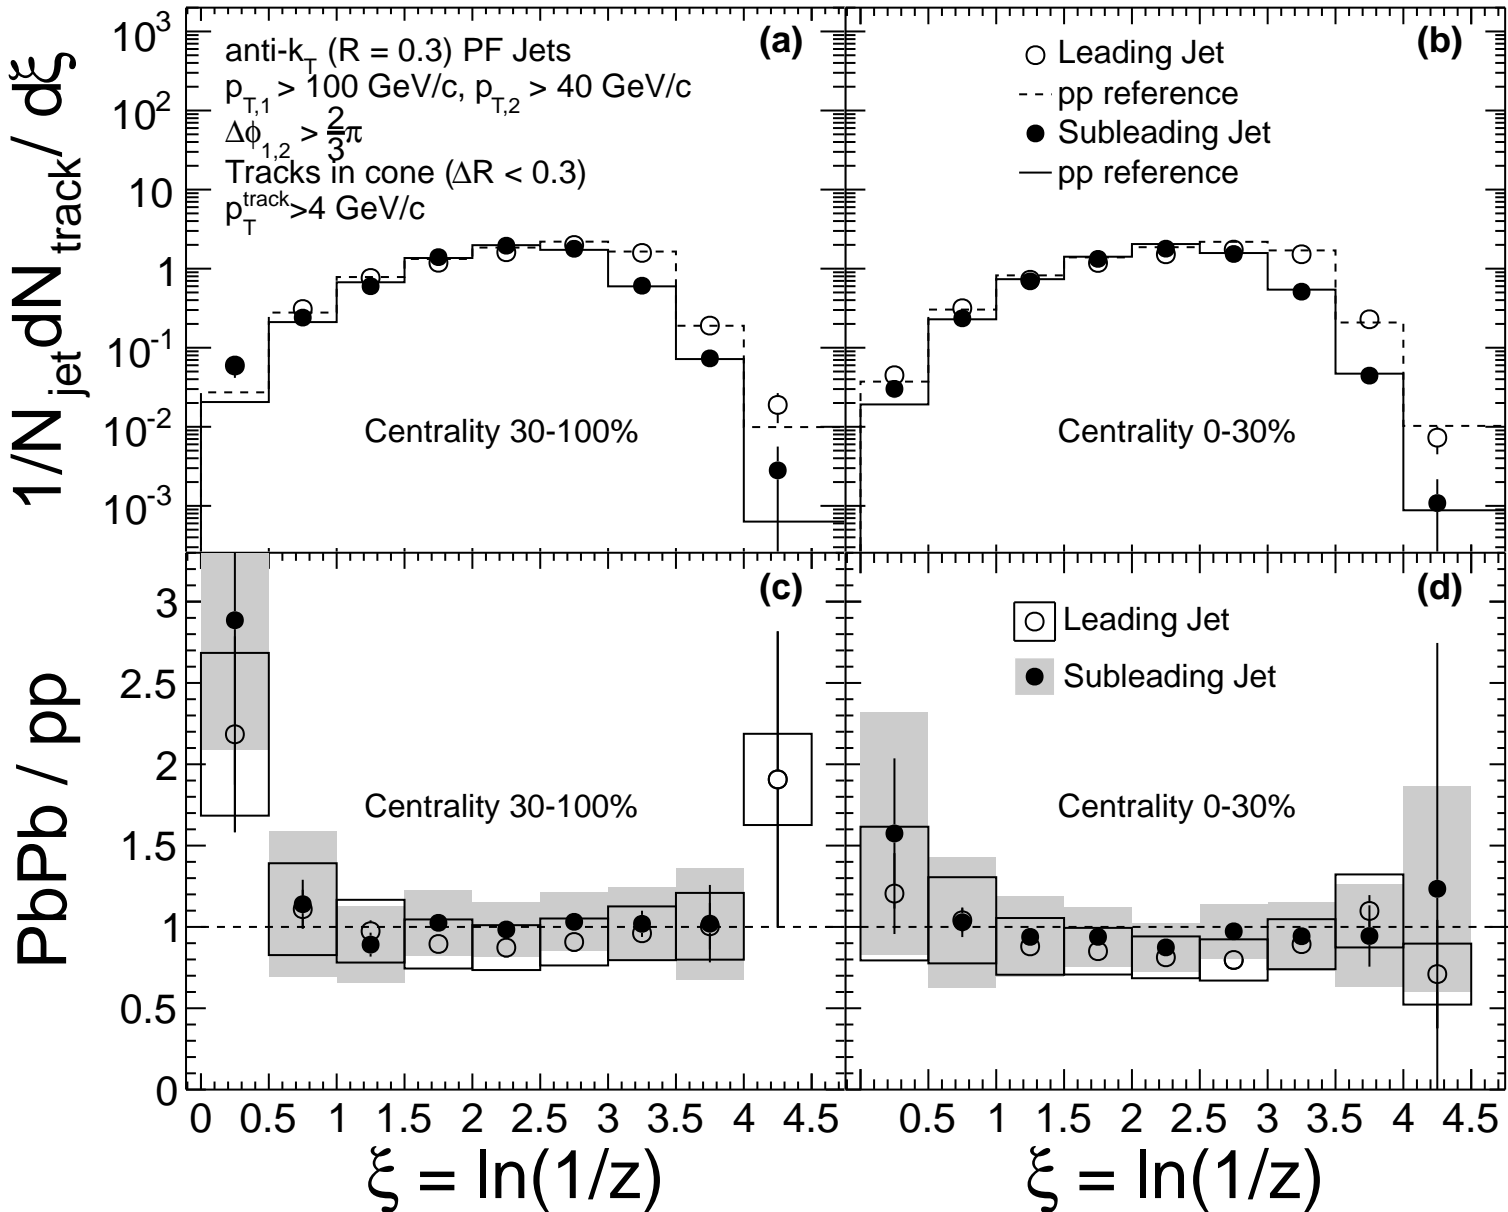 1/N_jet dN_track / dξ
10^3
10^2
10
1
10^-1
10^-2
10^-3
(a)
anti-k_T (R = 0.3) PF Jets
p_T,1 > 100 GeV/c, p_T,2 > 40 GeV/c
Δϕ_1,2 > 2/3 π
Tracks in cone (ΔR < 0.3)
p_T^track >4 GeV/c
Centrality 30-100%
(b)
Leading Jet
pp reference
Subleading Jet
pp reference
Centrality 0-30%
PbPb / pp
3
2.5
2
1.5
1
0.5
0
(c)
Centrality 30-100%
(d)
Leading Jet
Subleading Jet
Centrality 0-30%
0 0.5 1 1.5 2 2.5 3 3.5 4 4.5
0.5 1 1.5 2 2.5 3 3.5 4 4.5
ξ = ln(1/z)
ξ = ln(1/z)